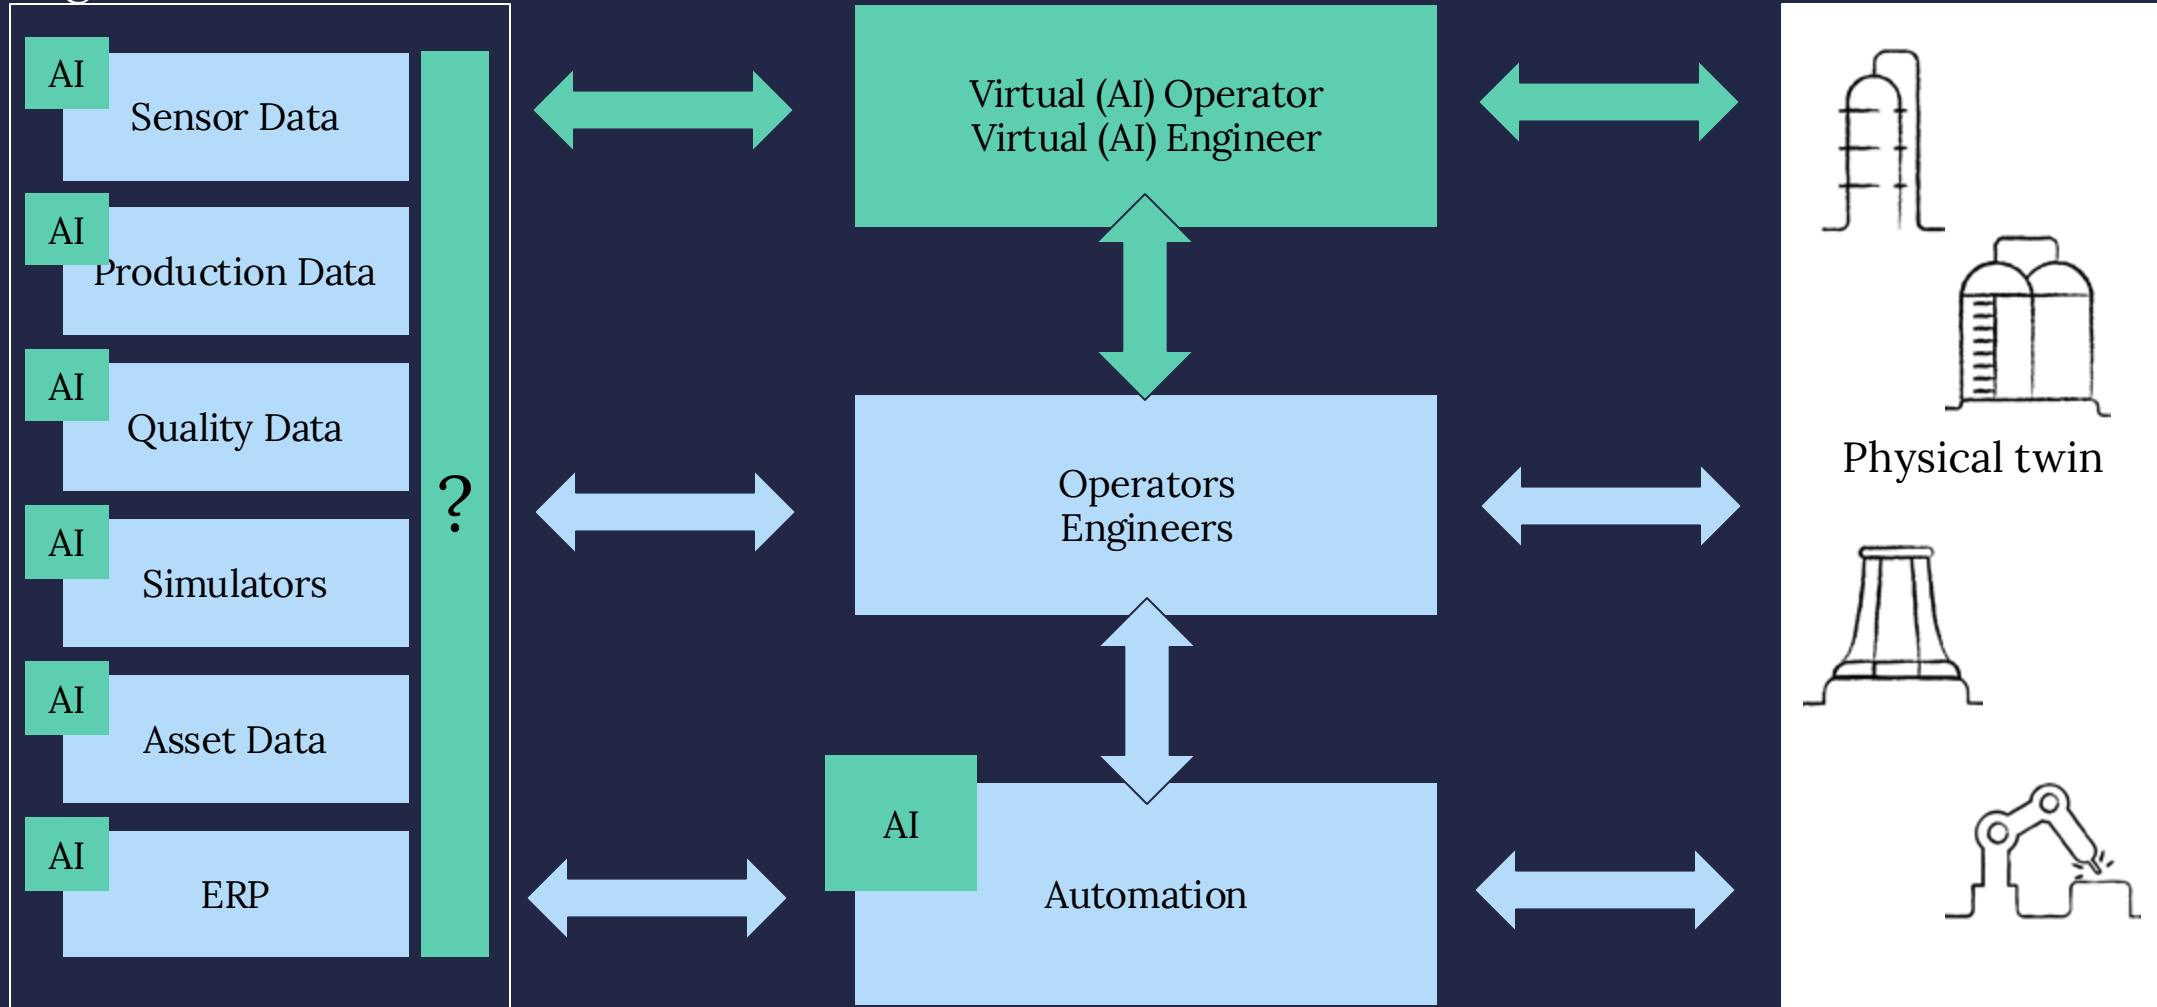 AI
Sensor Data
AI
Production Data
AI
Quality Data
AI
Simulators
AI
Asset Data
AI
ERP
?
Virtual (AI) Operator
Virtual (AI) Engineer
Operators
Engineers
AI
Automation
Physical twin